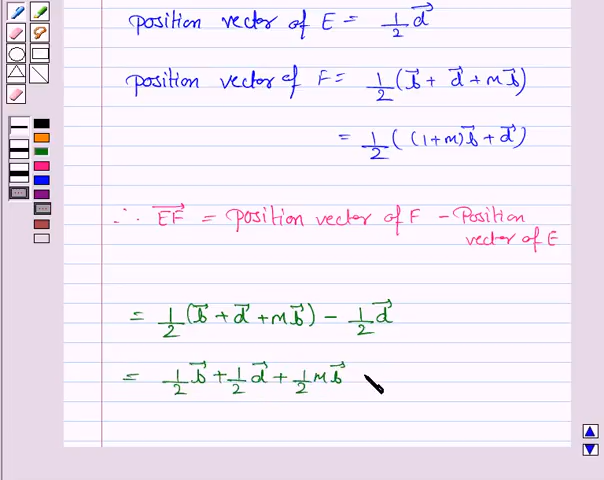 position vector of E = 1/2 d⃗
position vector of F = 1/2 (b⃗ + d⃗ + m b⃗)
= 1/2 ( (1+m) b⃗ + d⃗ )
∴ EF⃗ = position vector of F - Position vector of E
= 1/2 (b⃗ + d⃗ + m b⃗) - 1/2 d⃗
= 1/2 b⃗ + 1/2 d⃗ + 1/2 m b⃗